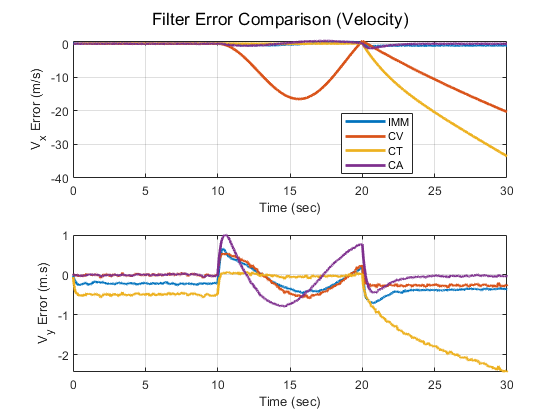 Filter Error Comparison (Velocity)
0
-10
-20
-30
-40
Vx Error (m/s)
IMM
CV
CT
CA
0 5 10 15 20 25 30
Time (sec)
1
0
-1
-2
Vy Error (m.s)
0 5 10 15 20 25 30
Time (sec)